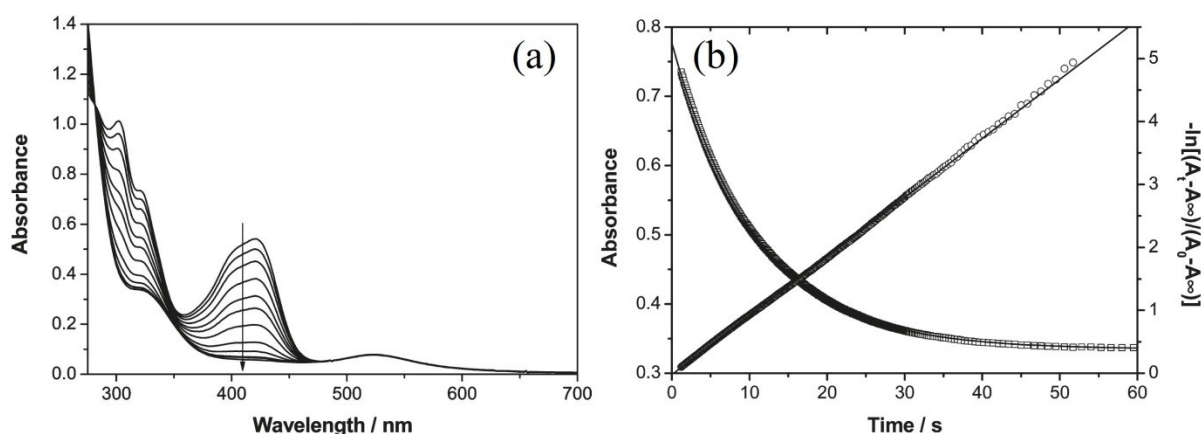 (a)
1.4
1.2
1.0
0.8
0.6
0.4
0.2
0.0
Absorbance
300 400 500 600 700
Wavelength / nm
(b)
0.8
0.7
0.6
0.5
0.4
0.3
Absorbance
0 10 20 30 40 50 60
Time / s
5
4
3
2
1
0
-ln[(Aₜ-A∞)/(A₀-A∞)]